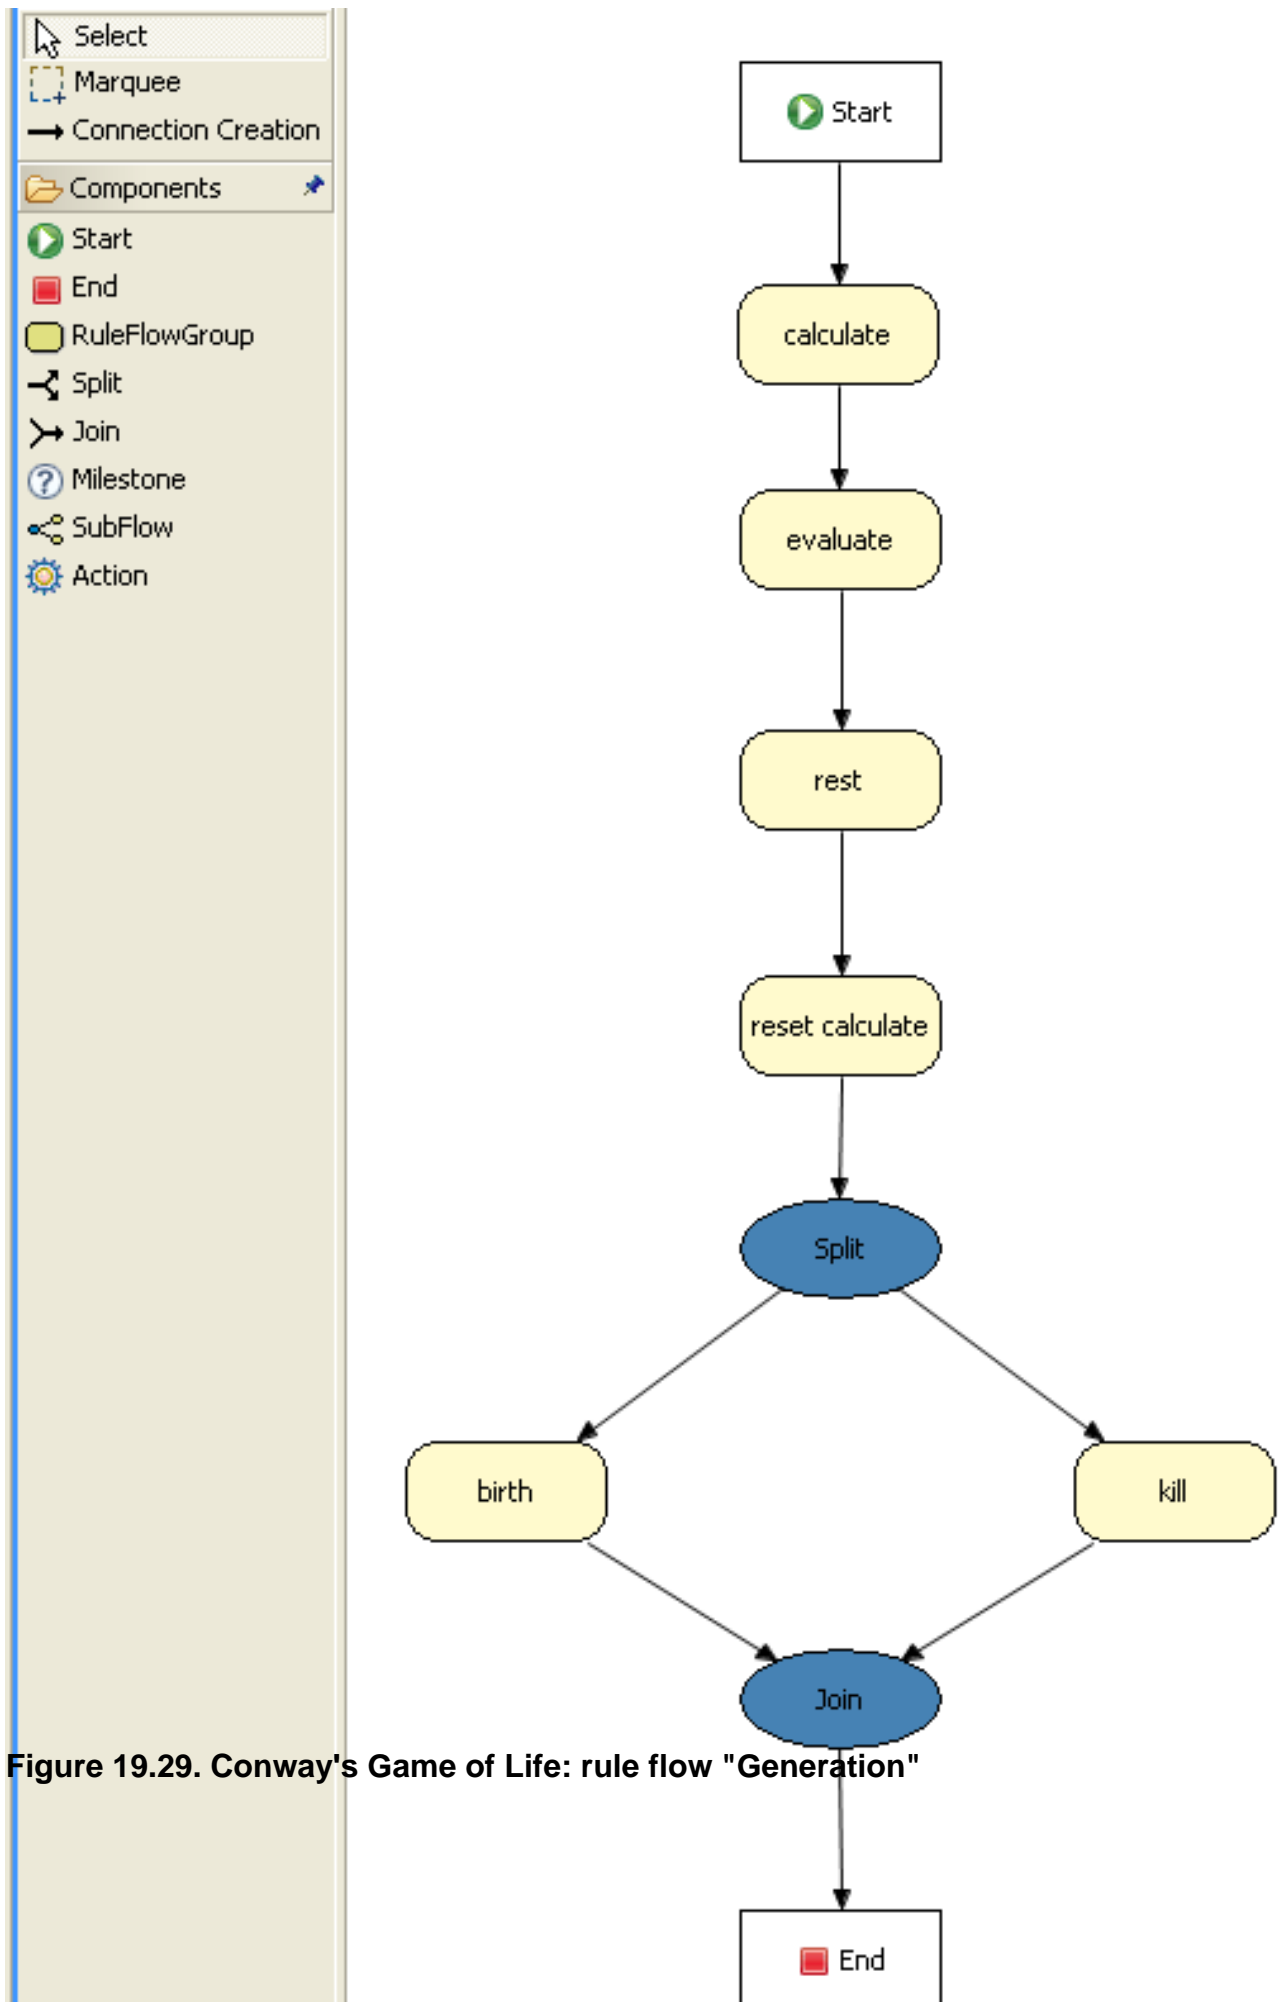 Select
Marquee
Connection Creation
Components
Start
End
RuleFlowGroup
Split
Join
Milestone
SubFlow
Action
Start
calculate
evaluate
rest
reset calculate
Split
birth
kill
Join
Figure 19.29. Conway's Game of Life: rule flow "Generation"
End